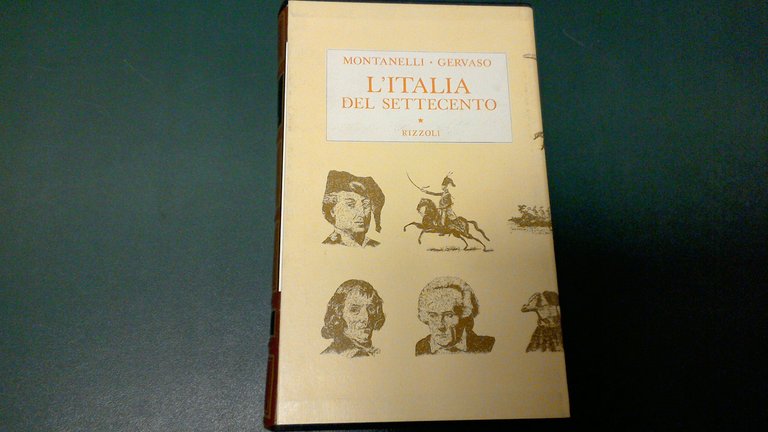 MONTANELLI · GERVASO
L'ITALIA
DEL SETTECENTO
★
RIZZOLI